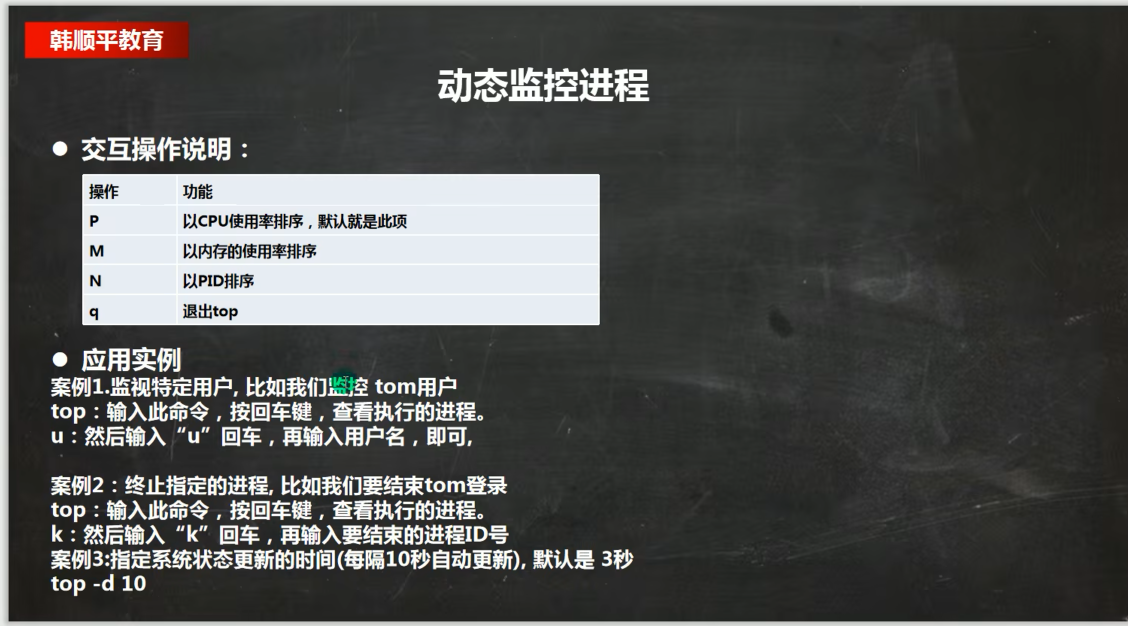 韩顺平教育
动态监控进程
● 交互操作说明：
操作 功能
P 以CPU使用率排序，默认就是此项
M 以内存的使用率排序
N 以PID排序
q 退出top
● 应用实例
案例1.监视特定用户, 比如我们监控 tom用户
top：输入此命令，按回车键，查看执行的进程。
u：然后输入“u”回车，再输入用户名，即可,
案例2：终止指定的进程, 比如我们要结束tom登录
top：输入此命令，按回车键，查看执行的进程。
k：然后输入“k”回车，再输入要结束的进程ID号
案例3:指定系统状态更新的时间(每隔10秒自动更新), 默认是 3秒
top -d 10